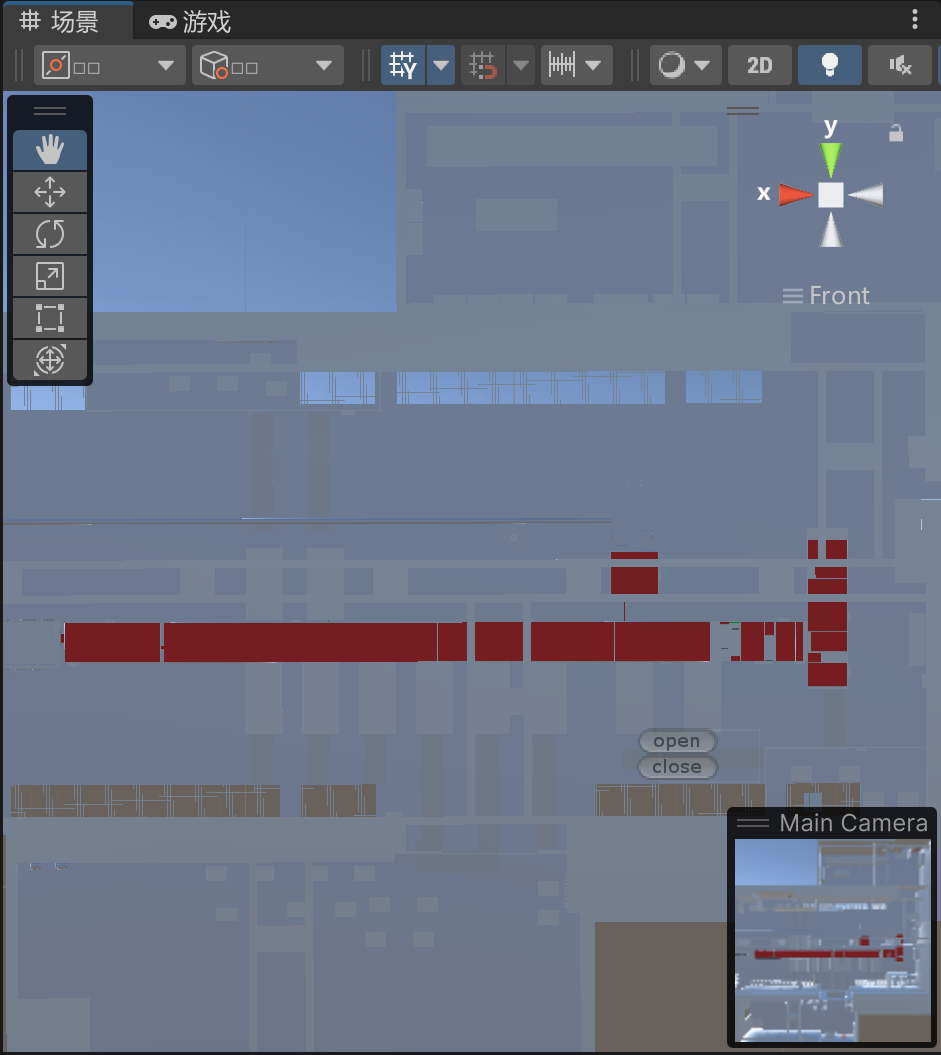 场景 游戏
2D
y
x
Front
open
close
Main Camera